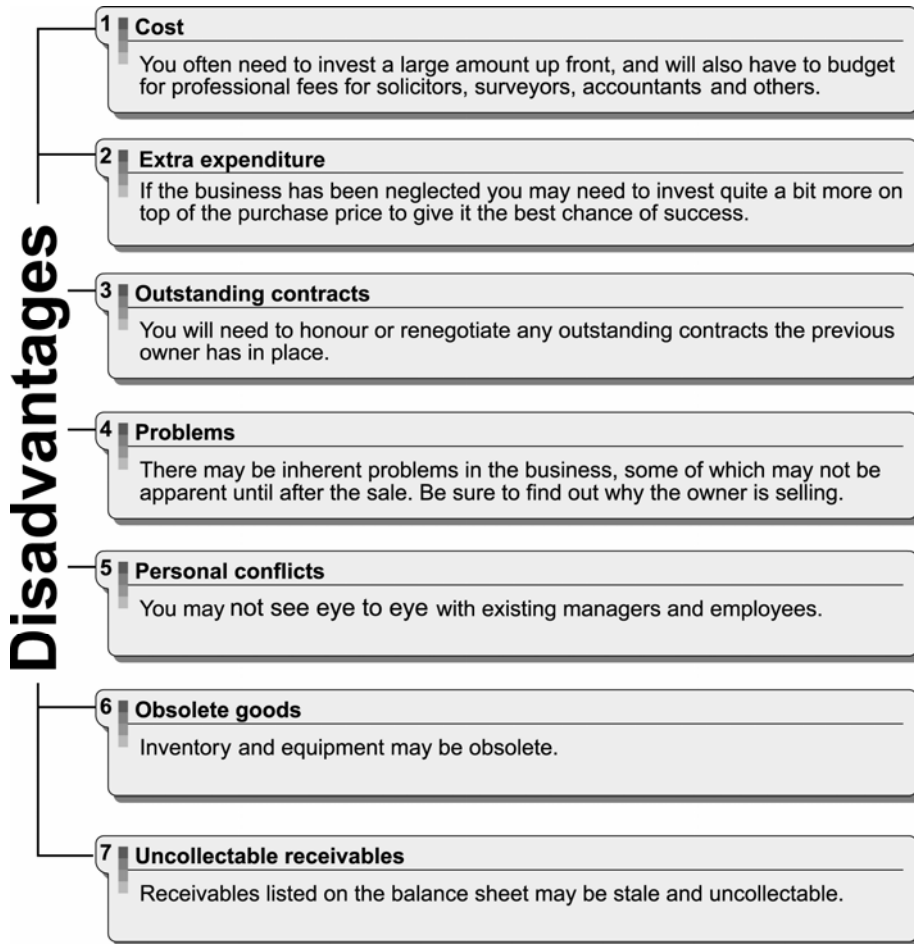 Disadvantages
1 Cost
You often need to invest a large amount up front, and will also have to budget
for professional fees for solicitors, surveyors, accountants and others.
2 Extra expenditure
If the business has been neglected you may need to invest quite a bit more on
top of the purchase price to give it the best chance of success.
3 Outstanding contracts
You will need to honour or renegotiate any outstanding contracts the previous
owner has in place.
4 Problems
There may be inherent problems in the business, some of which may not be
apparent until after the sale. Be sure to find out why the owner is selling.
5 Personal conflicts
You may not see eye to eye with existing managers and employees.
6 Obsolete goods
Inventory and equipment may be obsolete.
7 Uncollectable receivables
Receivables listed on the balance sheet may be stale and uncollectable.